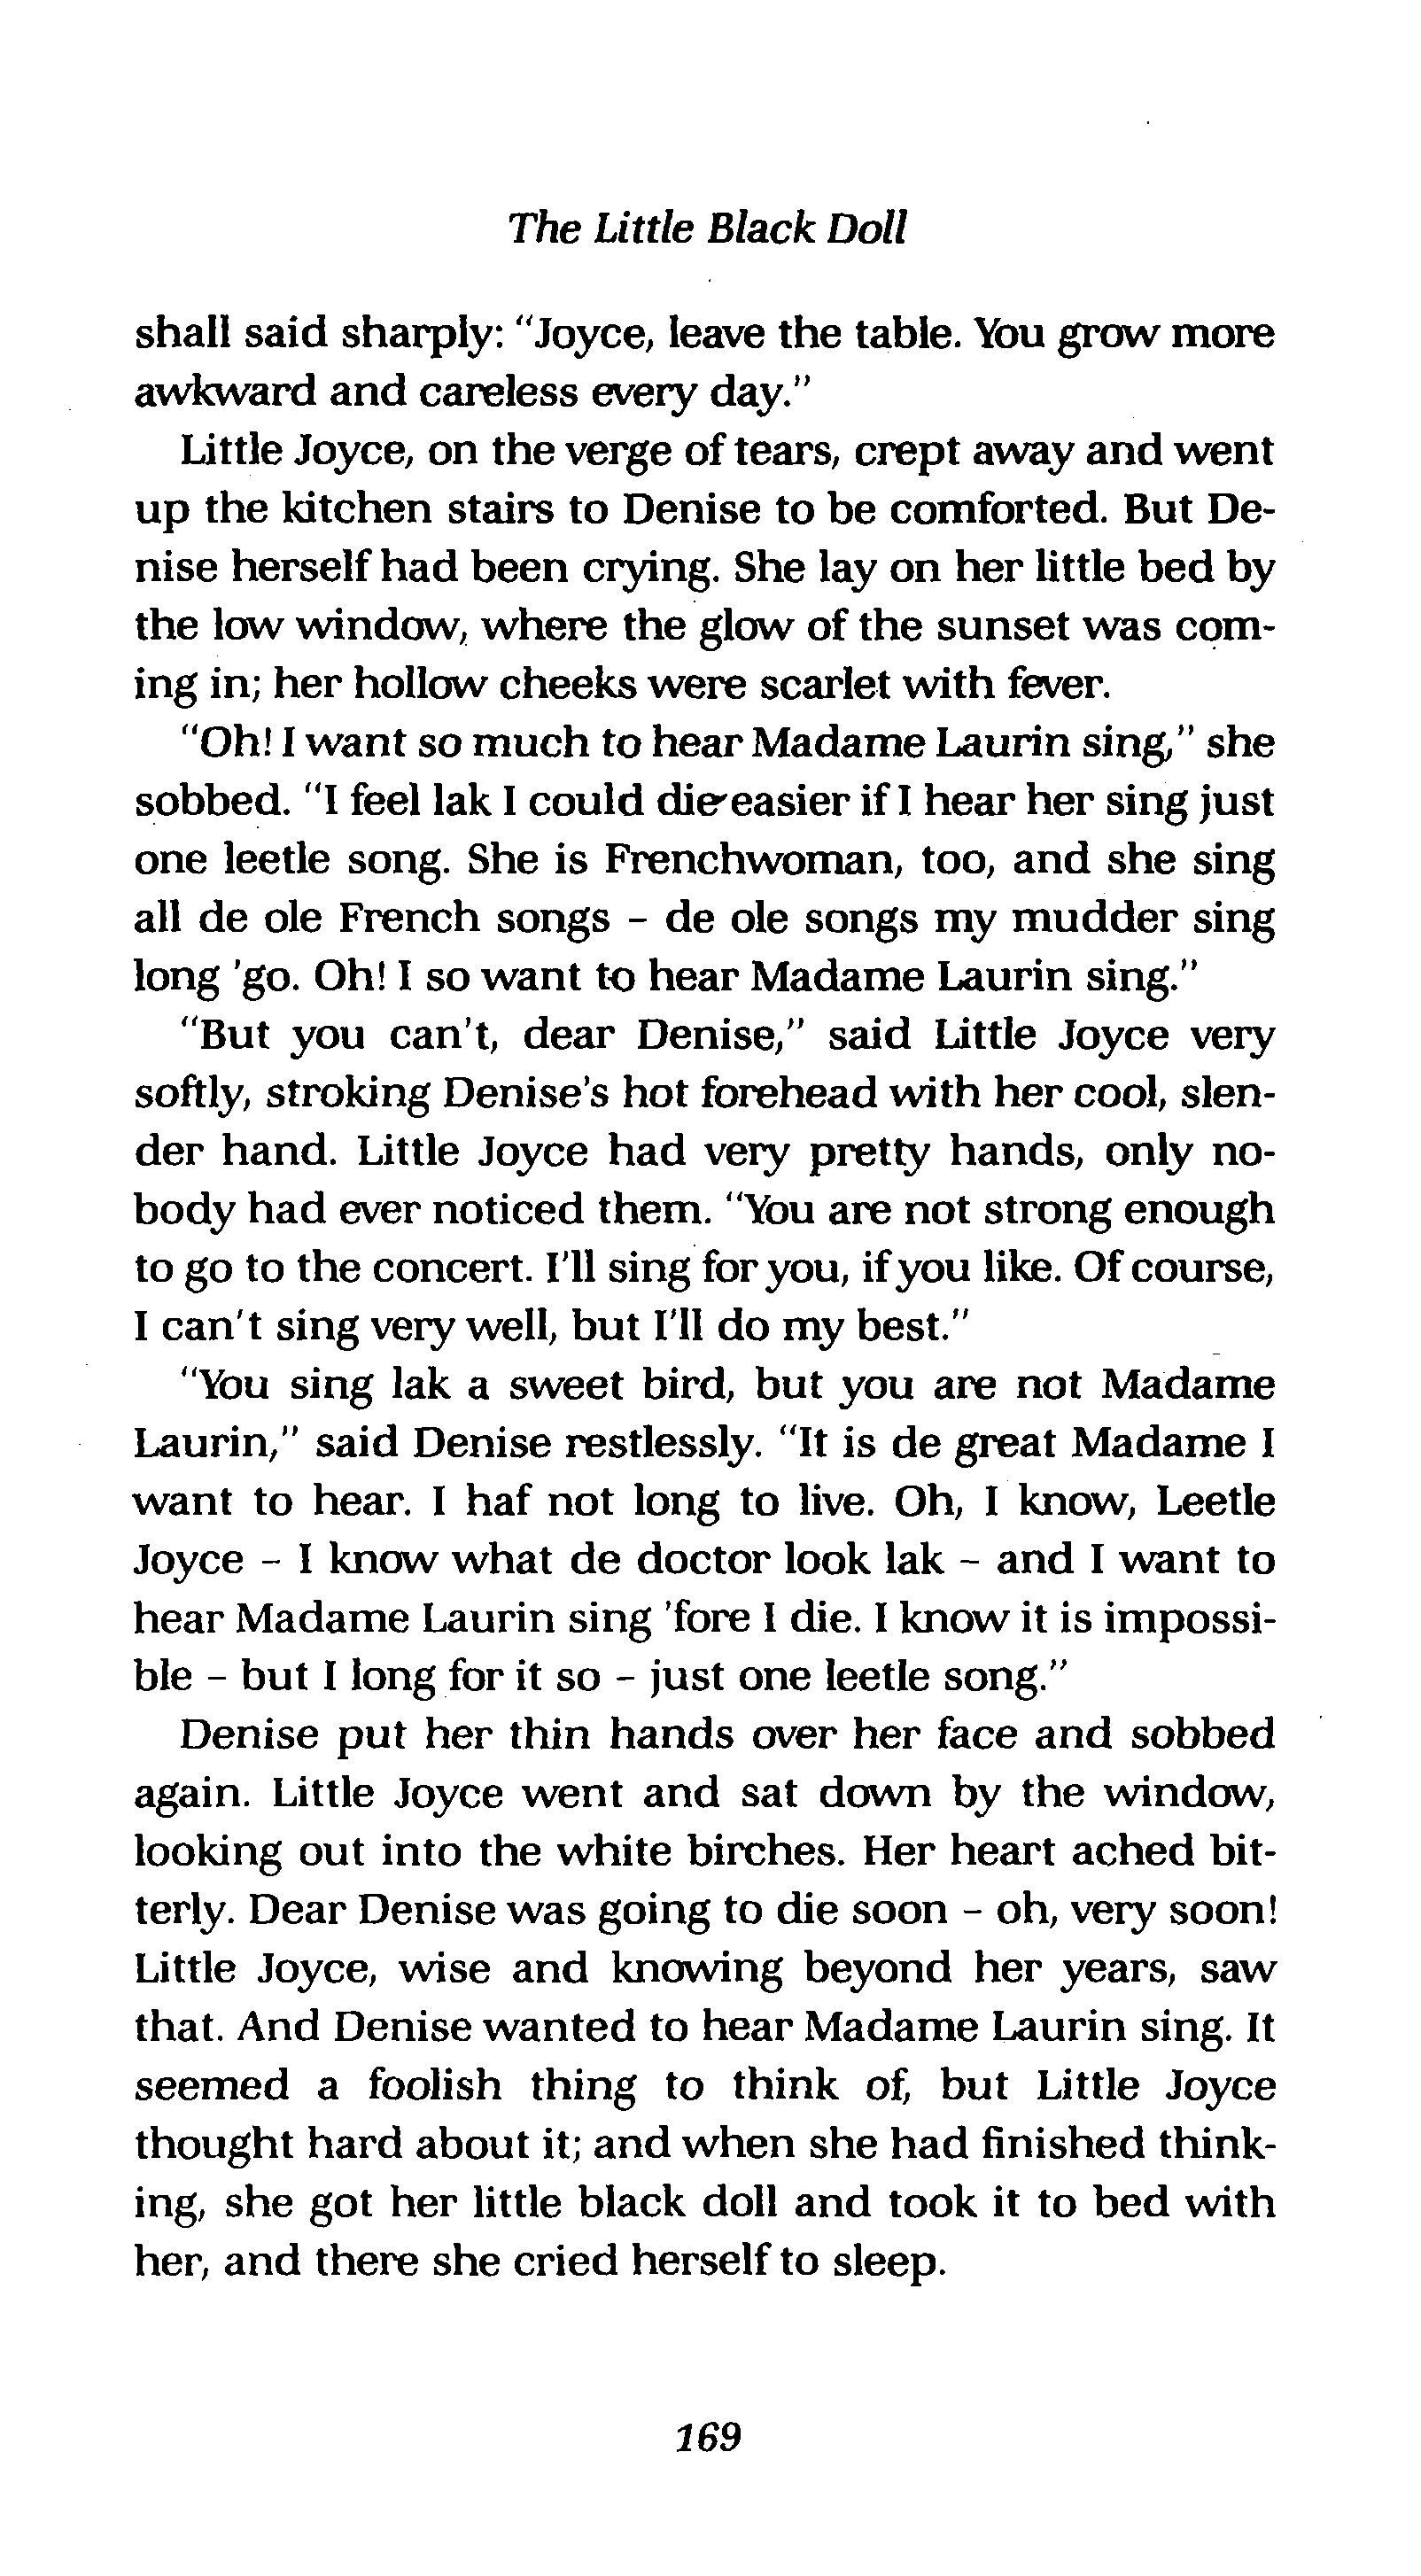 The Little Black Doll
shall said sharply: "Joyce, leave the table. You grow more
awkward and careless every day."
Little Joyce, on the verge of tears, crept away and went
up the kitchen stairs to Denise to be comforted. But De-
nise herself had been crying. She lay on her little bed by
the low window, where the glow of the sunset was com-
ing in; her hollow cheeks were scarlet with fever.
"Oh! I want so much to hear Madame Laurin sing," she
sobbed. "I feel lak I could die easier if I hear her sing just
one leetle song. She is Frenchwoman, too, and she sing
all de ole French songs – de ole songs my mudder sing
long 'go. Oh! I so want to hear Madame Laurin sing."
"But you can't, dear Denise," said Little Joyce very
softly, stroking Denise's hot forehead with her cool, slen-
der hand. Little Joyce had very pretty hands, only no-
body had ever noticed them. "You are not strong enough
to go to the concert. I'll sing for you, if you like. Of course,
I can't sing very well, but I'll do my best."
"You sing lak a sweet bird, but you are not Madame
Laurin," said Denise restlessly. "It is de great Madame I
want to hear. I haf not long to live. Oh, I know, Leetle
Joyce – I know what de doctor look lak – and I want to
hear Madame Laurin sing 'fore I die. I know it is impossi-
ble – but I long for it so – just one leetle song."
Denise put her thin hands over her face and sobbed
again. Little Joyce went and sat down by the window,
looking out into the white birches. Her heart ached bit-
terly. Dear Denise was going to die soon – oh, very soon!
Little Joyce, wise and knowing beyond her years, saw
that. And Denise wanted to hear Madame Laurin sing. It
seemed a foolish thing to think of, but Little Joyce
thought hard about it; and when she had finished think-
ing, she got her little black doll and took it to bed with
her, and there she cried herself to sleep.
169